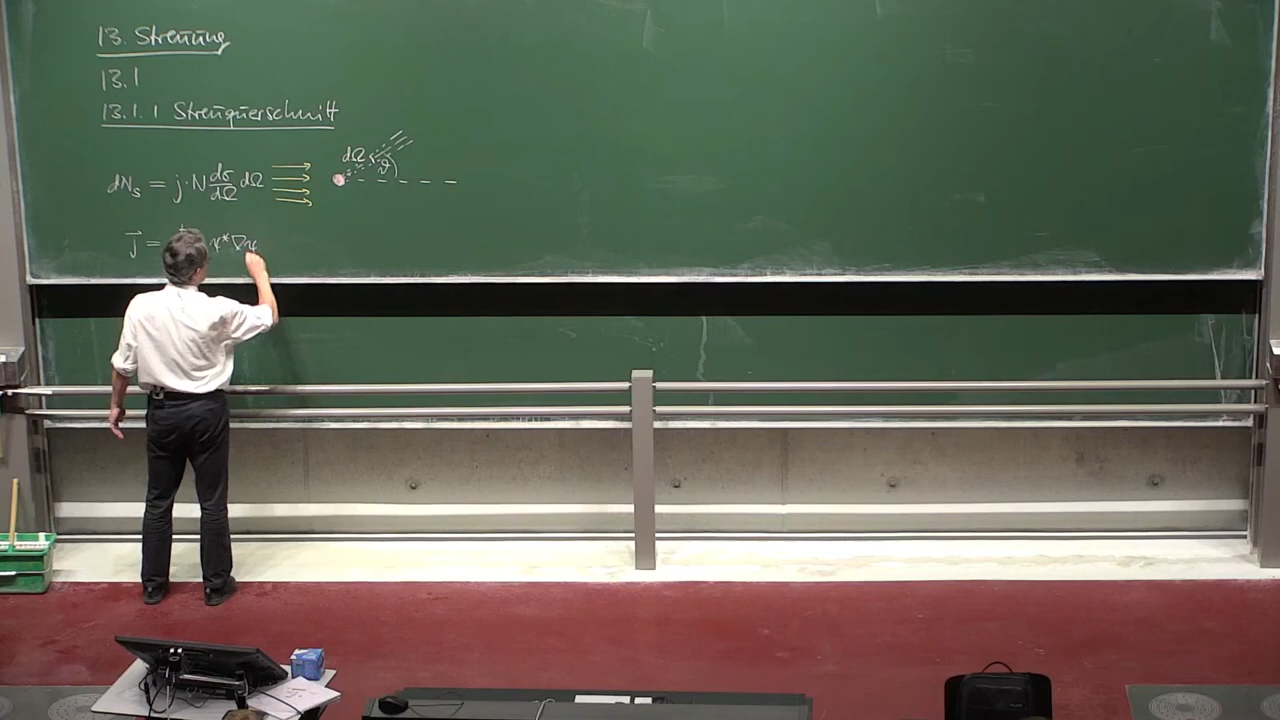 13. Streuung
13.1
13.1.1 Streuquerschnitt
dΩ
ϑ
dN_s = j · N dσ/dΩ dΩ
j⃗ = ψ* ∇ψ